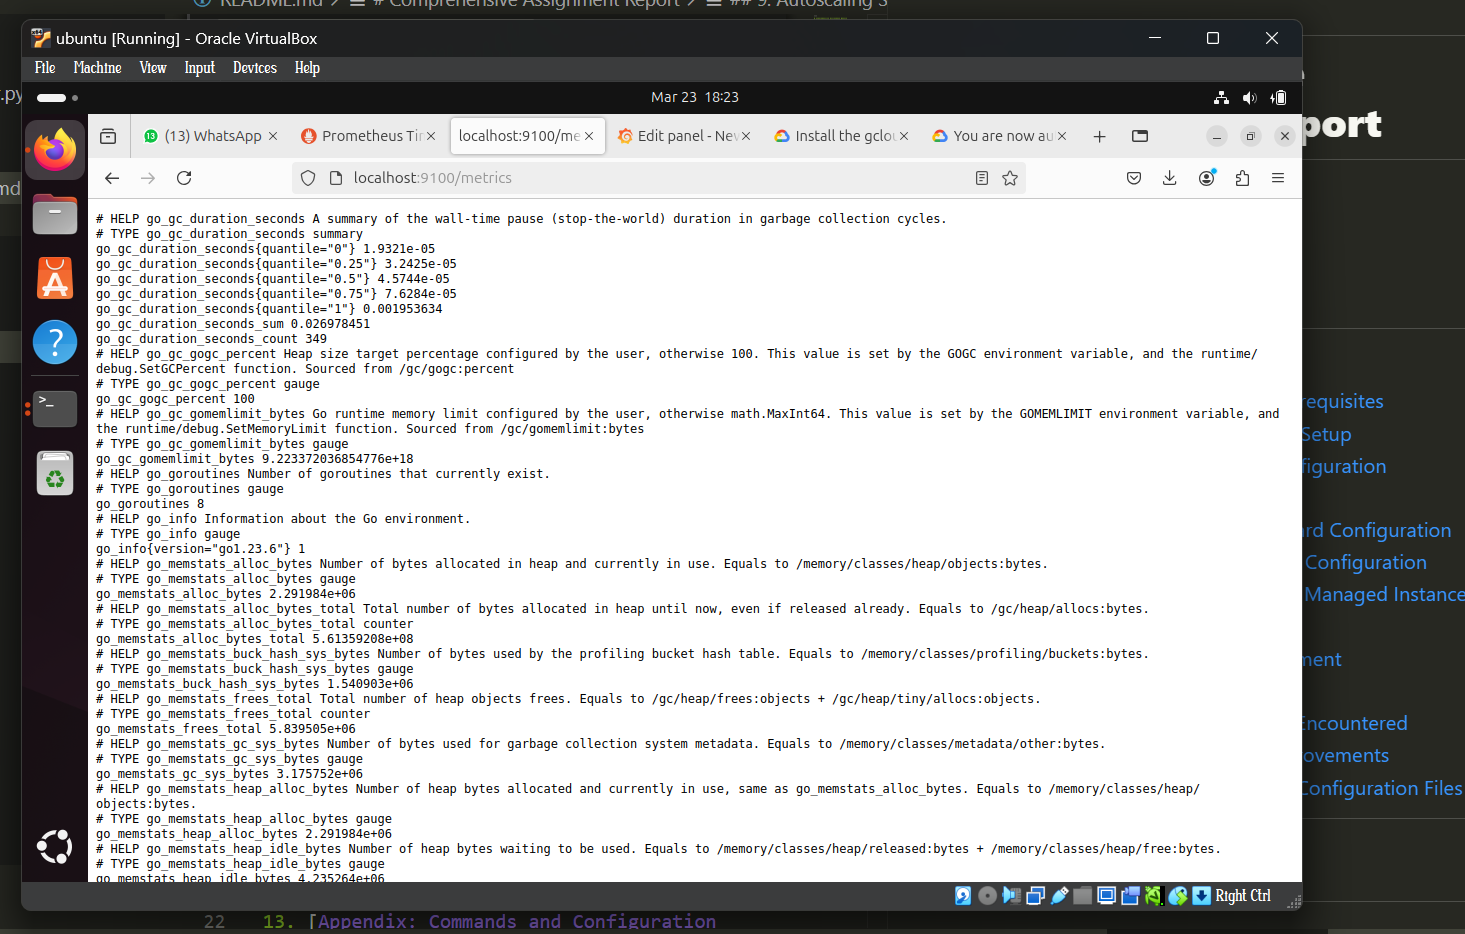 README.md > # Comprehensive Assignment Report > ## 9. Autoscaling S
ubuntu [Running] - Oracle VirtualBox
File Machine View Input Devices Help
Mar 23 18:23
(13) WhatsApp
Prometheus Tir
localhost:9100/me
Edit panel - Nev
Install the gclou
You are now au
localhost:9100/metrics
# HELP go_gc_duration_seconds A summary of the wall-time pause (stop-the-world) duration in garbage collection cycles.
# TYPE go_gc_duration_seconds summary
go_gc_duration_seconds{quantile="0"} 1.9321e-05
go_gc_duration_seconds{quantile="0.25"} 3.2425e-05
go_gc_duration_seconds{quantile="0.5"} 4.5744e-05
go_gc_duration_seconds{quantile="0.75"} 7.6284e-05
go_gc_duration_seconds{quantile="1"} 0.001953634
go_gc_duration_seconds_sum 0.026978451
go_gc_duration_seconds_count 349
# HELP go_gc_gogc_percent Heap size target percentage configured by the user, otherwise 100. This value is set by the GOGC environment variable, and the runtime/
debug.SetGCPercent function. Sourced from /gc/gogc:percent
# TYPE go_gc_gogc_percent gauge
go_gc_gogc_percent 100
# HELP go_gc_gomemlimit_bytes Go runtime memory limit configured by the user, otherwise math.MaxInt64. This value is set by the GOMEMLIMIT environment variable, and
the runtime/debug.SetMemoryLimit function. Sourced from /gc/gomemlimit:bytes
# TYPE go_gc_gomemlimit_bytes gauge
go_gc_gomemlimit_bytes 9.223372036854776e+18
# HELP go_goroutines Number of goroutines that currently exist.
# TYPE go_goroutines gauge
go_goroutines 8
# HELP go_info Information about the Go environment.
# TYPE go_info gauge
go_info{version="go1.23.6"} 1
# HELP go_memstats_alloc_bytes Number of bytes allocated in heap and currently in use. Equals to /memory/classes/heap/objects:bytes.
# TYPE go_memstats_alloc_bytes gauge
go_memstats_alloc_bytes 2.291984e+06
# HELP go_memstats_alloc_bytes_total Total number of bytes allocated in heap until now, even if released already. Equals to /gc/heap/allocs:bytes.
# TYPE go_memstats_alloc_bytes_total counter
go_memstats_alloc_bytes_total 5.61359208e+08
# HELP go_memstats_buck_hash_sys_bytes Number of bytes used by the profiling bucket hash table. Equals to /memory/classes/profiling/buckets:bytes.
# TYPE go_memstats_buck_hash_sys_bytes gauge
go_memstats_buck_hash_sys_bytes 1.540903e+06
# HELP go_memstats_frees_total Total number of heap objects frees. Equals to /gc/heap/frees:objects + /gc/heap/tiny/allocs:objects.
# TYPE go_memstats_frees_total counter
go_memstats_frees_total 5.839505e+06
# HELP go_memstats_gc_sys_bytes Number of bytes used for garbage collection system metadata. Equals to /memory/classes/metadata/other:bytes.
# TYPE go_memstats_gc_sys_bytes gauge
go_memstats_gc_sys_bytes 3.175752e+06
# HELP go_memstats_heap_alloc_bytes Number of heap bytes allocated and currently in use, same as go_memstats_alloc_bytes. Equals to /memory/classes/heap/
objects:bytes.
# TYPE go_memstats_heap_alloc_bytes gauge
go_memstats_heap_alloc_bytes 2.291984e+06
# HELP go_memstats_heap_idle_bytes Number of heap bytes waiting to be used. Equals to /memory/classes/heap/released:bytes + /memory/classes/heap/free:bytes.
# TYPE go_memstats_heap_idle_bytes gauge
go_memstats_heap_idle_bytes 4.235264e+06
Right Ctrl
.py
md
port
requisites
Setup
figuration
rd Configuration
Configuration
Managed Instance
ment
Encountered
ovements
Configuration Files
22 13. [Appendix: Commands and Configuration